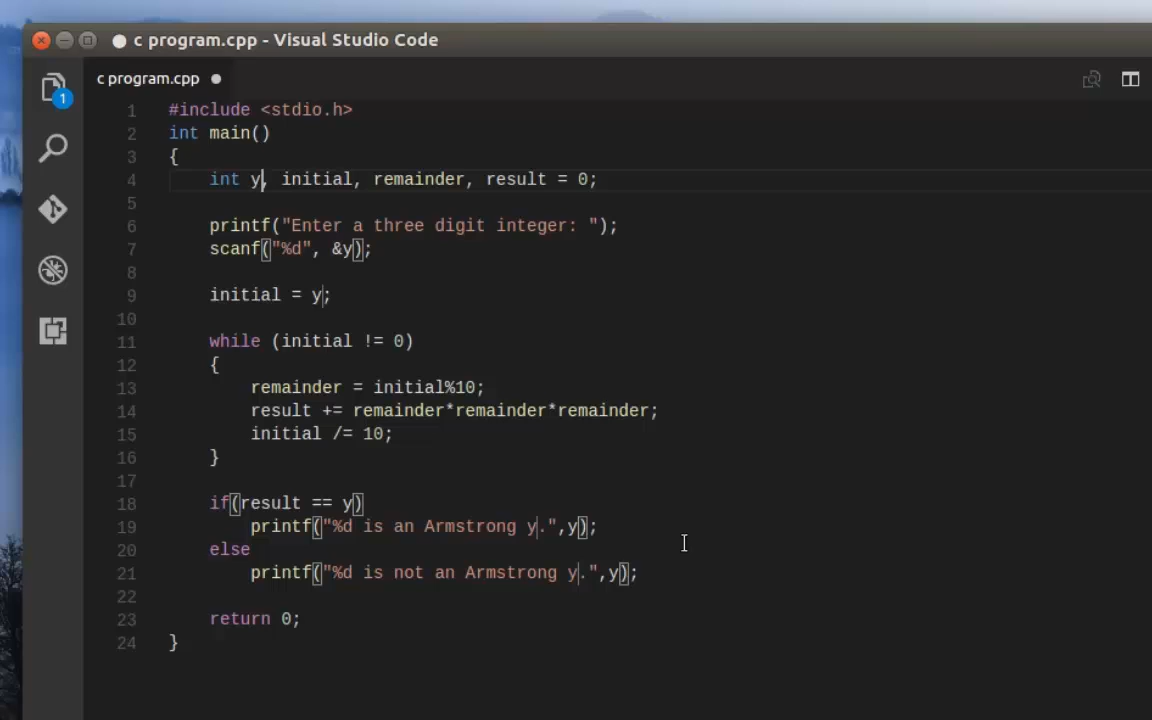 c program.cpp - Visual Studio Code
c program.cpp
1
1 #include <stdio.h>
2 int main()
3 {
4 int y, initial, remainder, result = 0;
5
6 printf("Enter a three digit integer: ");
7 scanf("%d", &y);
8
9 initial = y;
10
11 while (initial != 0)
12 {
13 remainder = initial%10;
14 result += remainder*remainder*remainder;
15 initial /= 10;
16 }
17
18 if(result == y)
19 printf("%d is an Armstrong y.",y);
20 else
21 printf("%d is not an Armstrong y.",y);
22
23 return 0;
24 }